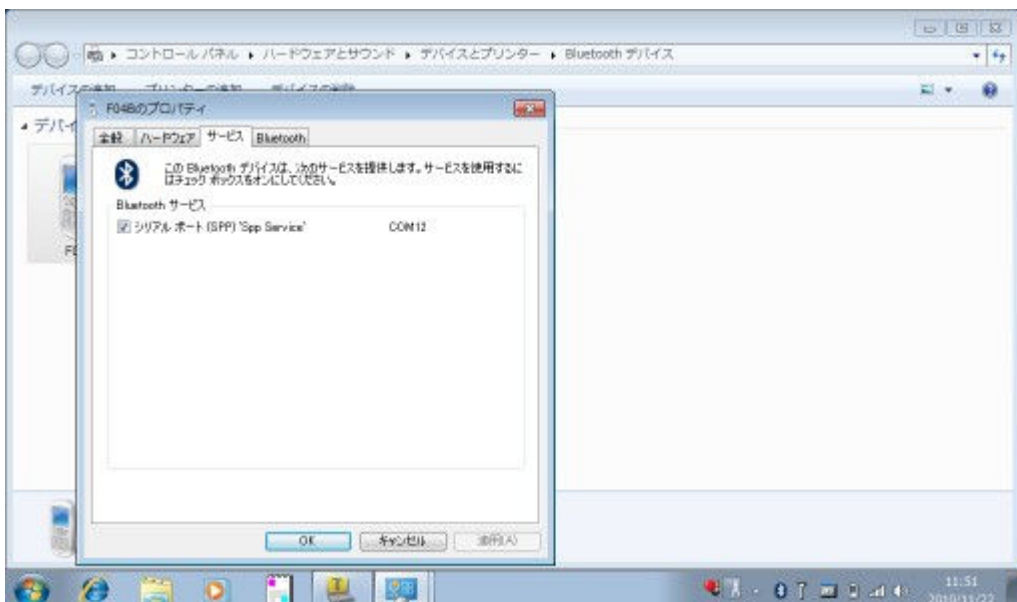 コントロール パネル ▸ ハードウェアとサウンド ▸ デバイスとプリンター ▸ Bluetooth デバイス
F04Bのプロパティ
全般 ハードウェア サービス Bluetooth
この Bluetooth デバイスは、次のサービスを提供します。サービスを使用するに
はチェック ボックスをオンにしてください。
Bluetooth サービス
シリアル ポート (SPP) 'Spp Service' COM12
OK キャンセル 適用(A)
11:51
2010/11/22